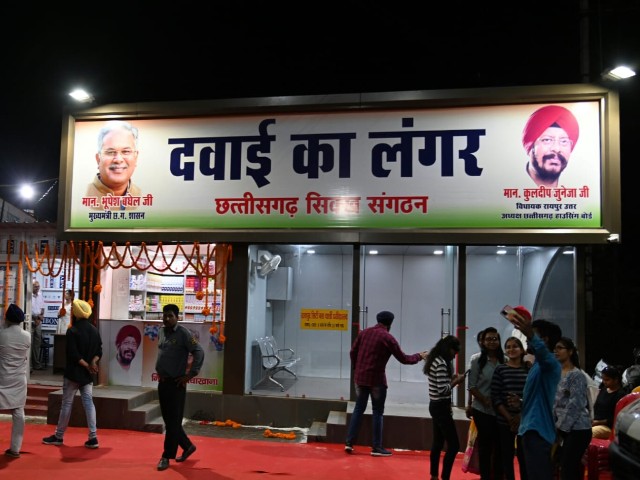 दवाई का लंगर
छत्तीसगढ़ सिक्ख संगठन
मान. भूपेश बघेल जी
मुख्यमंत्री छ.ग. शासन
मान. कुलदीप जुनेजा जी
विधायक रायपुर उत्तर
अध्यक्ष छत्तीसगढ़ हाउसिंग बोर्ड